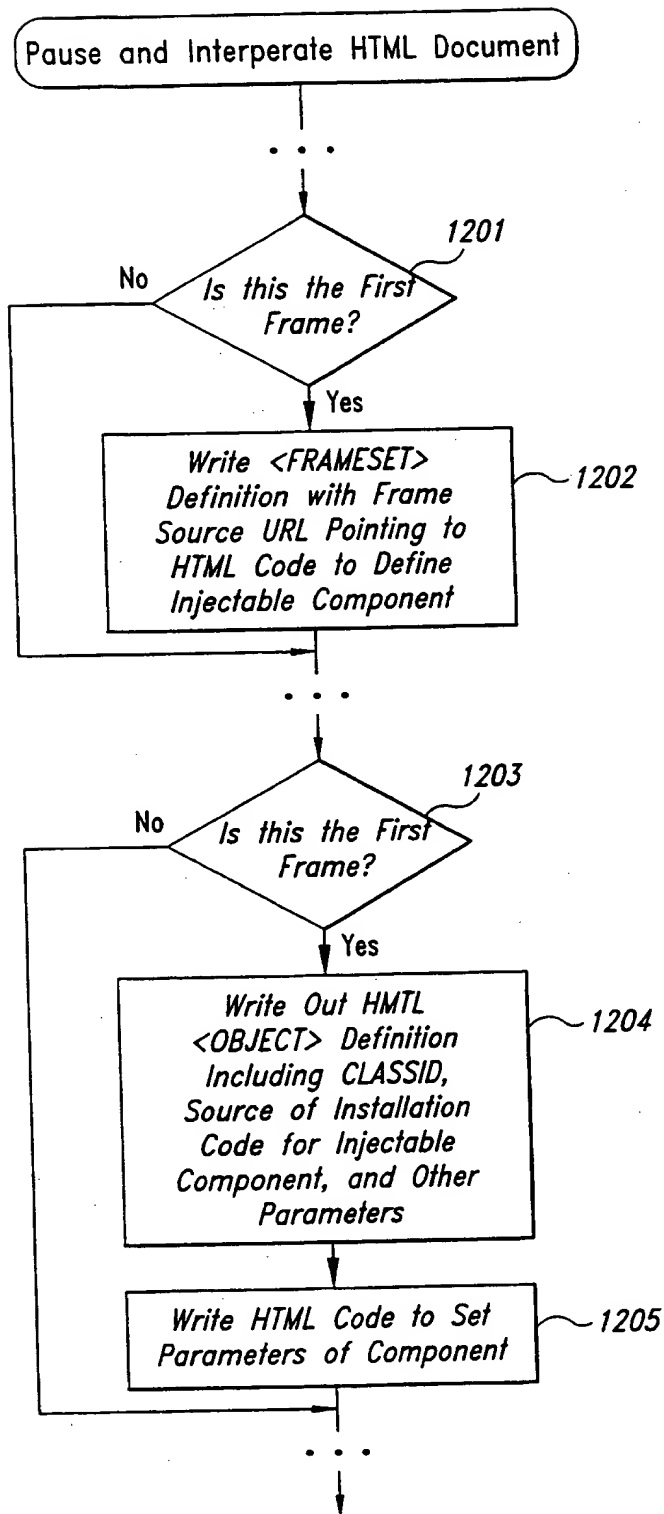 Pause and Interperate HTML Document
1201
No
Is this the First
Frame?
Yes
Write <FRAMESET>
Definition with Frame
Source URL Pointing to
HTML Code to Define
Injectable Component
1202
1203
No
Is this the First
Frame?
Yes
Write Out HMTL
<OBJECT> Definition
Including CLASSID,
Source of Installation
Code for Injectable
Component, and Other
Parameters
1204
Write HTML Code to Set
Parameters of Component
1205